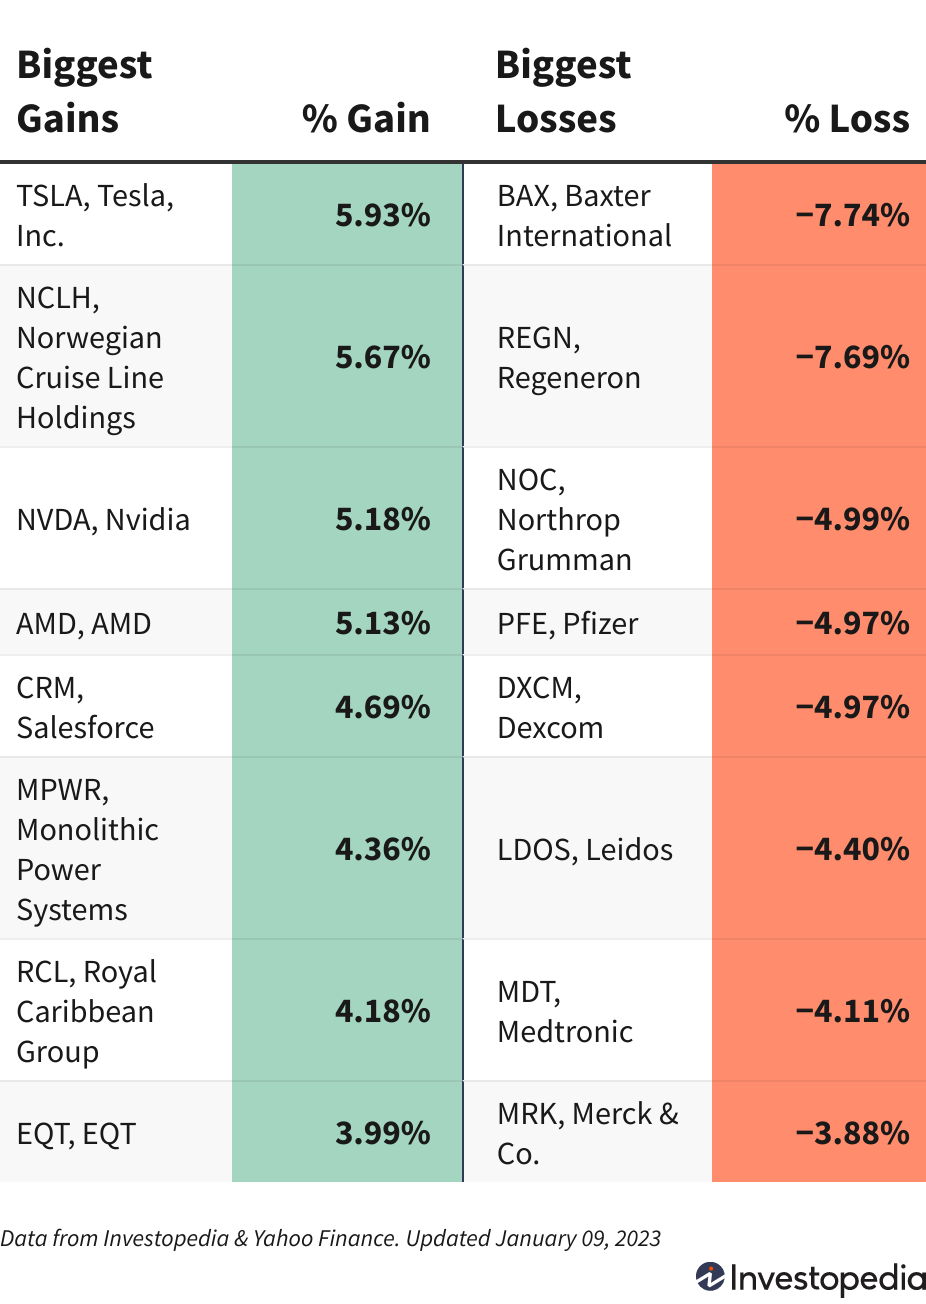 Biggest
Gains
% Gain
Biggest
Losses
% Loss
TSLA, Tesla,
Inc.
5.93%
BAX, Baxter
International
−7.74%
NCLH,
Norwegian
Cruise Line
Holdings
5.67%
REGN,
Regeneron
−7.69%
NVDA, Nvidia
5.18%
NOC,
Northrop
Grumman
−4.99%
AMD, AMD
5.13%
PFE, Pfizer
−4.97%
CRM,
Salesforce
4.69%
DXCM,
Dexcom
−4.97%
MPWR,
Monolithic
Power
Systems
4.36%
LDOS, Leidos
−4.40%
RCL, Royal
Caribbean
Group
4.18%
MDT,
Medtronic
−4.11%
EQT, EQT
3.99%
MRK, Merck &
Co.
−3.88%
Data from Investopedia & Yahoo Finance. Updated January 09, 2023
Investopedia